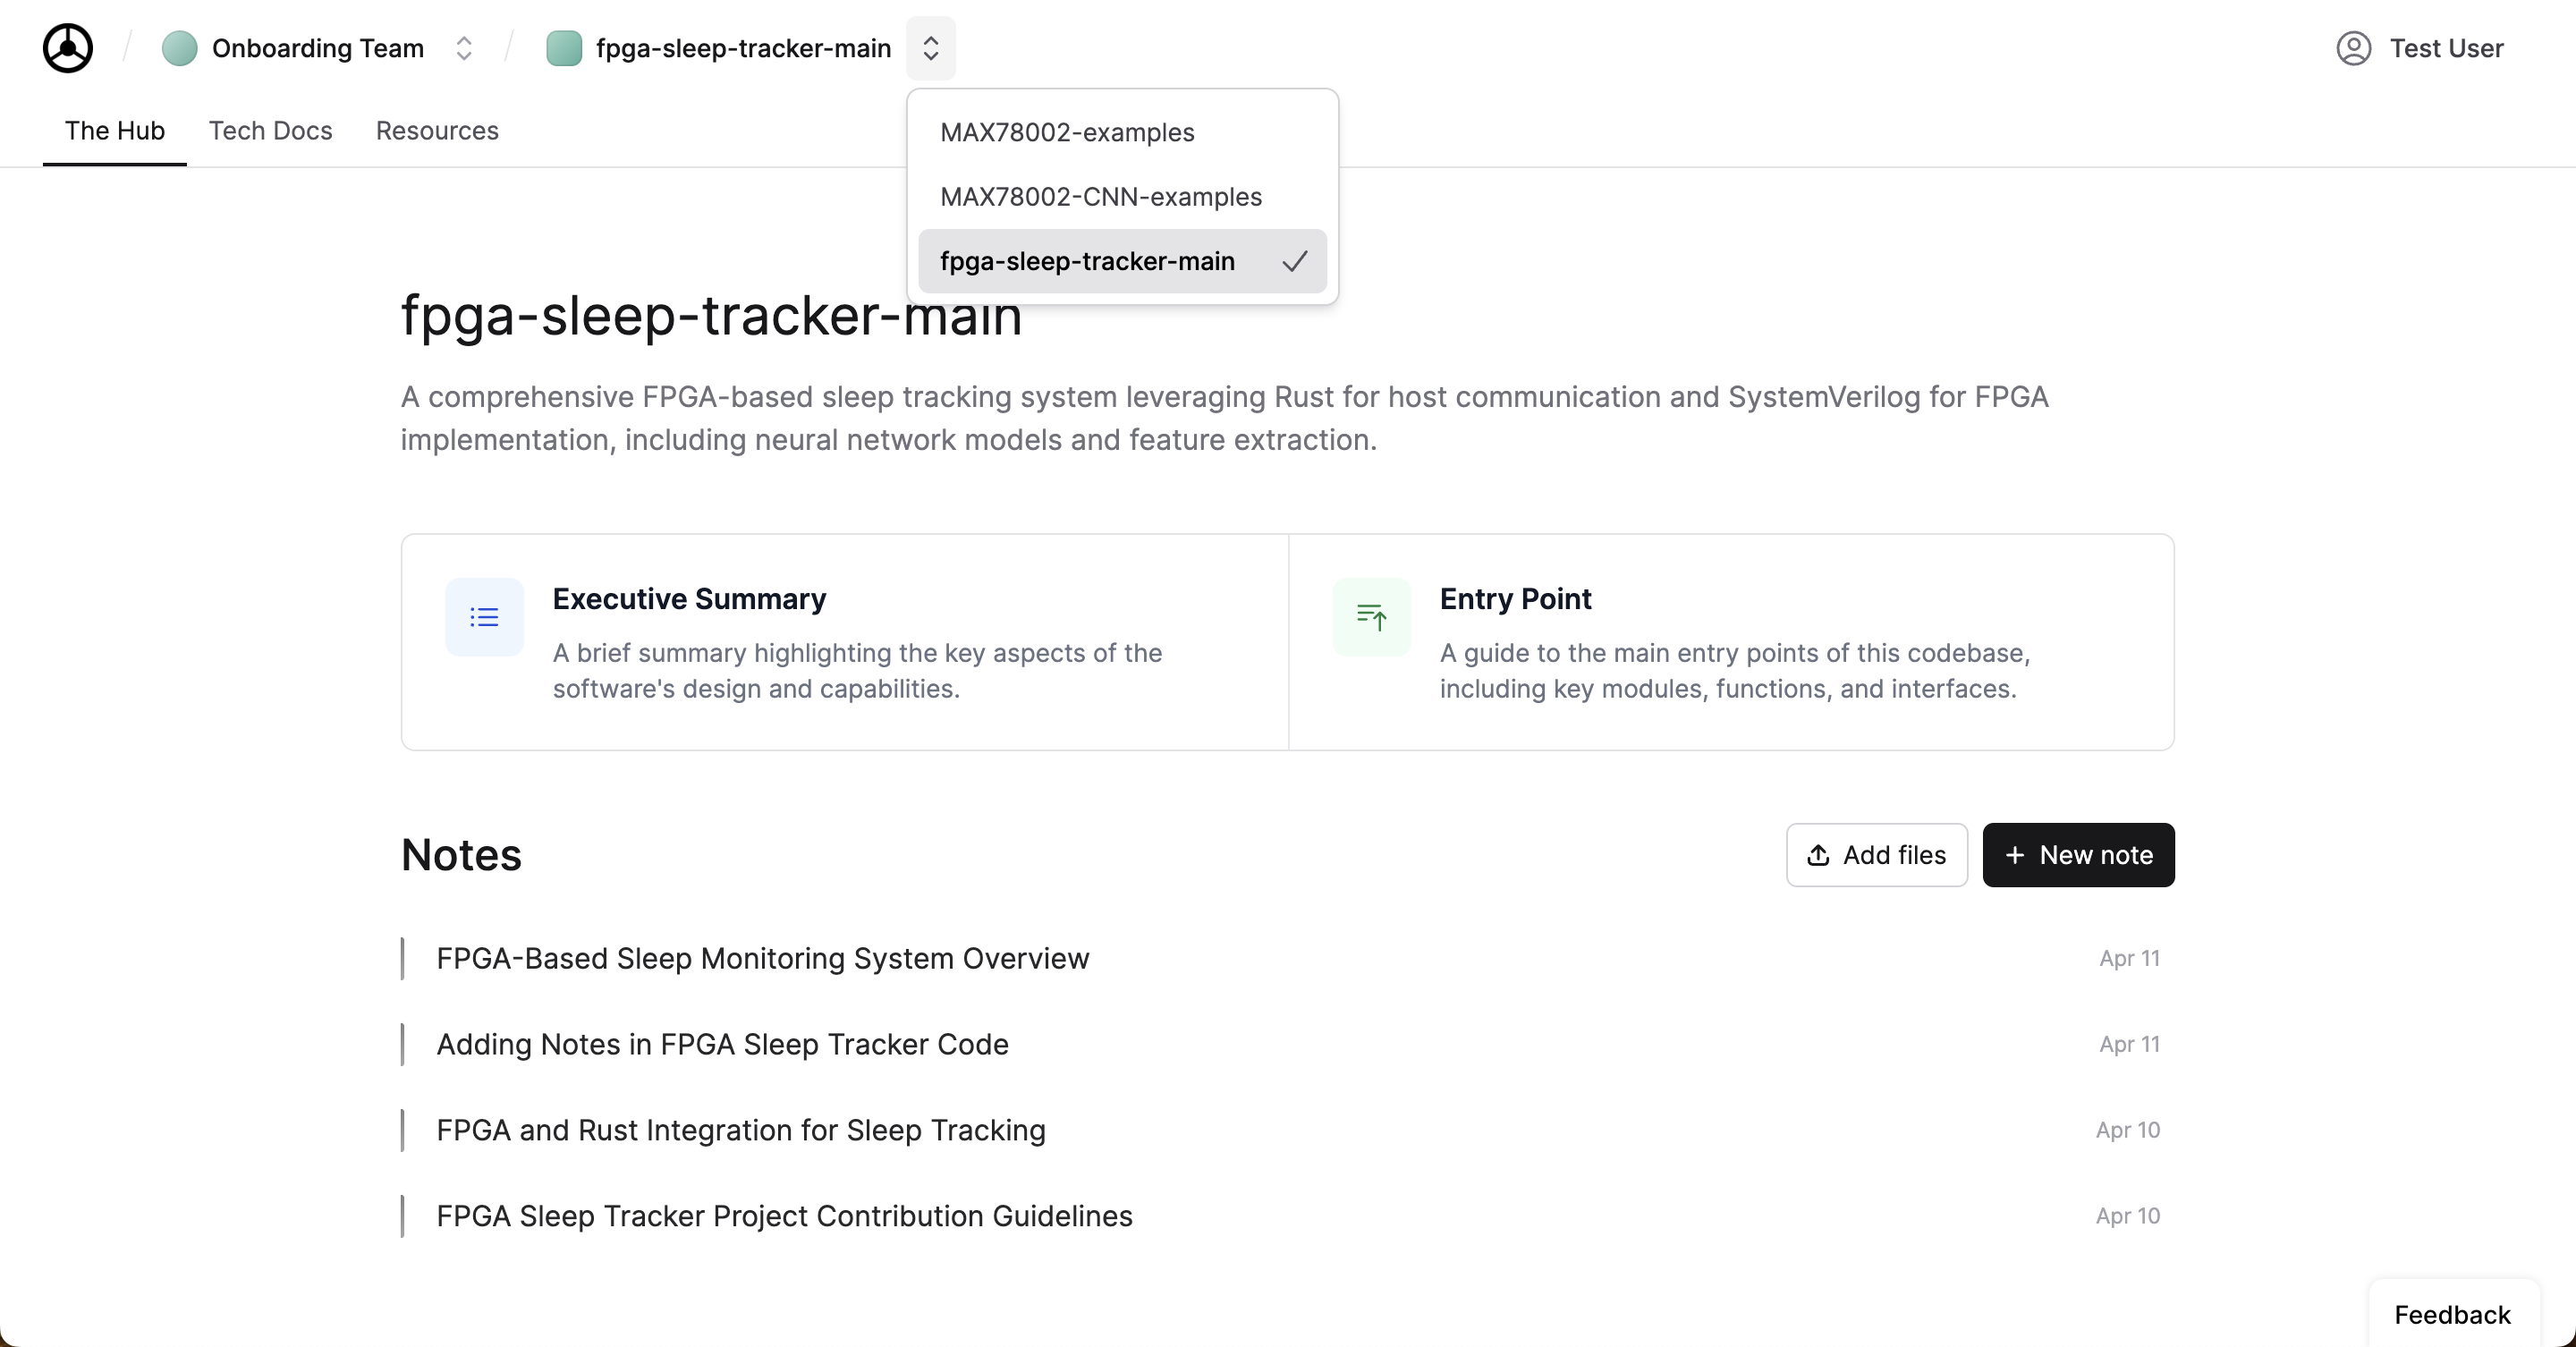 Onboarding Team
fpga-sleep-tracker-main
Test User
The Hub
Tech Docs
Resources
MAX78002-examples
MAX78002-CNN-examples
fpga-sleep-tracker-main
fpga-sleep-tracker-main
A comprehensive FPGA-based sleep tracking system leveraging Rust for host communication and SystemVerilog for FPGA
implementation, including neural network models and feature extraction.
Executive Summary
A brief summary highlighting the key aspects of the
software's design and capabilities.
Entry Point
A guide to the main entry points of this codebase,
including key modules, functions, and interfaces.
Notes
Add files
New note
FPGA-Based Sleep Monitoring System Overview
Apr 11
Adding Notes in FPGA Sleep Tracker Code
Apr 11
FPGA and Rust Integration for Sleep Tracking
Apr 10
FPGA Sleep Tracker Project Contribution Guidelines
Apr 10
Feedback